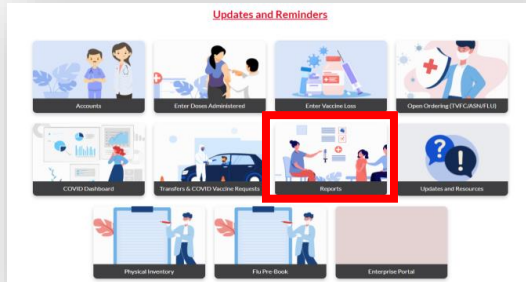 Updates and Reminders
Accounts
Enter Doses Administered
Enter Vaccine Loss
Open Ordering (TVFC/ASN/FLU)
COVID Dashboard
Transfers & COVID Vaccine Requests
Reports
Updates and Resources
Physical Inventory
Flu Pre-Book
Enterprise Portal